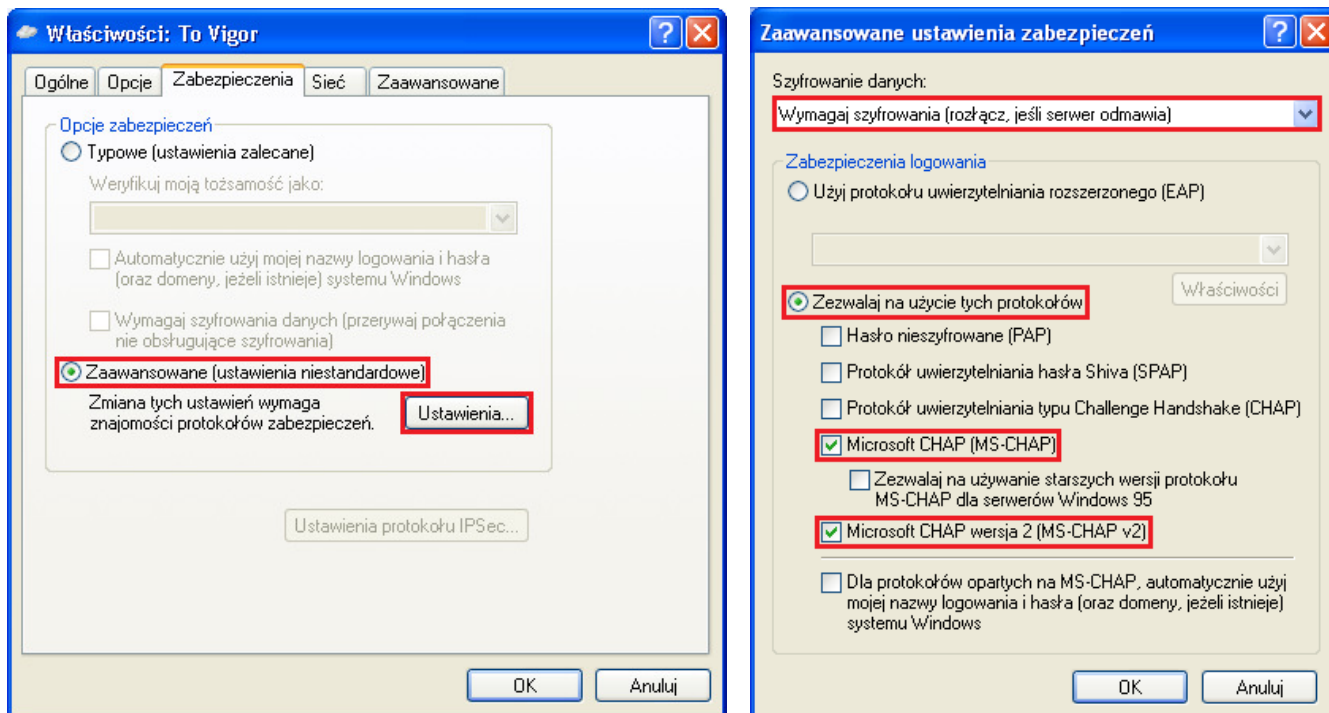 Właściwości: To Vigor
Ogólne
Opcje
Zabezpieczenia
Sieć
Zaawansowane
Opcje zabezpieczeń
Typowe (ustawienia zalecane)
Weryfikuj moją tożsamość jako:
Automatycznie użyj mojej nazwy logowania i hasła
(oraz domeny, jeżeli istnieje) systemu Windows
Wymagaj szyfrowania danych (przerywaj połączenia
nie obsługujące szyfrowania)
Zaawansowane (ustawienia niestandardowe)
Zmiana tych ustawień wymaga
znajomości protokołów zabezpieczeń.
Ustawienia...
Ustawienia protokołu IPSec...
OK
Anuluj
Zaawansowane ustawienia zabezpieczeń
Szyfrowanie danych:
Wymagaj szyfrowania (rozłącz, jeśli serwer odmawia)
Zabezpieczenia logowania
Użyj protokołu uwierzytelniania rozszerzonego (EAP)
Właściwości
Zezwalaj na użycie tych protokołów
Hasło nieszyfrowane (PAP)
Protokół uwierzytelniania hasła Shiva (SPAP)
Protokół uwierzytelniania typu Challenge Handshake (CHAP)
Microsoft CHAP (MS-CHAP)
Zezwalaj na używanie starszych wersji protokołu
MS-CHAP dla serwerów Windows 95
Microsoft CHAP wersja 2 (MS-CHAP v2)
Dla protokołów opartych na MS-CHAP, automatycznie użyj
mojej nazwy logowania i hasła (oraz domeny, jeżeli istnieje)
systemu Windows
OK
Anuluj